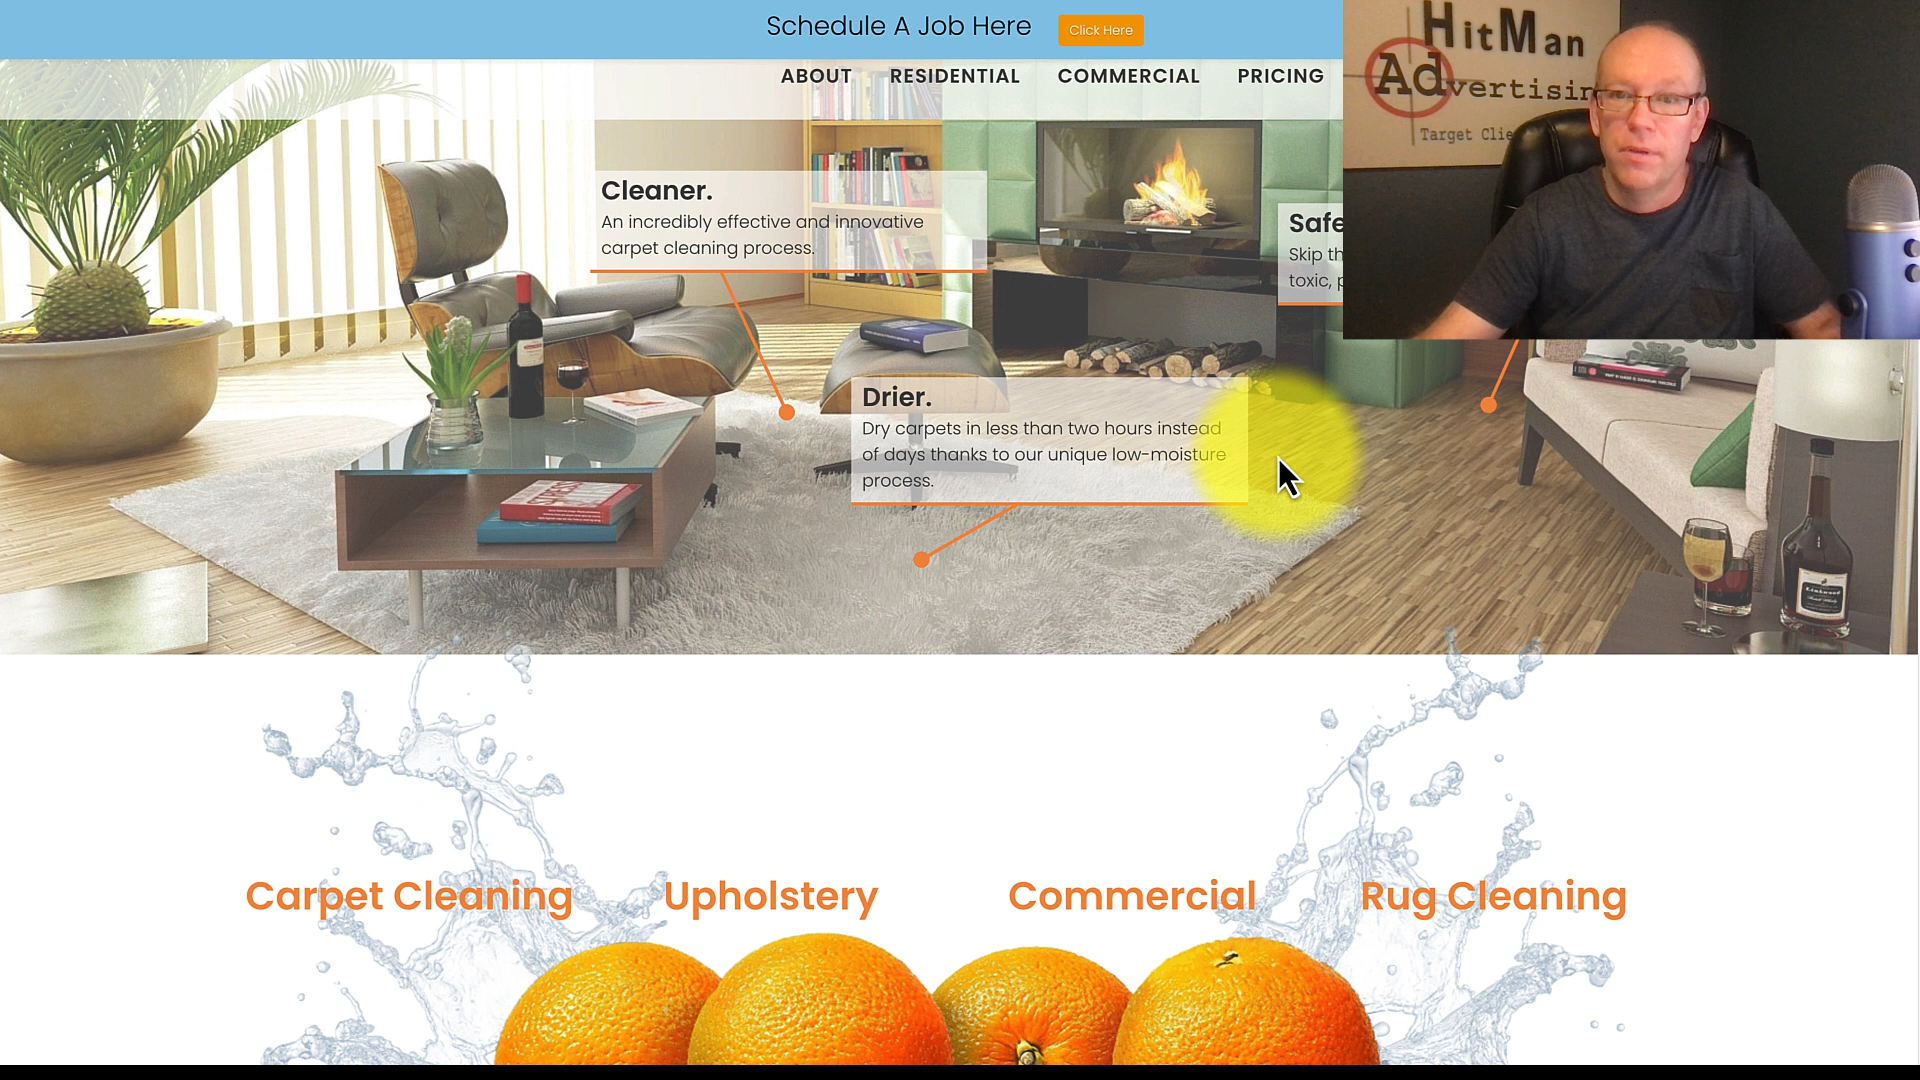 Schedule A Job Here
Click Here
ABOUT
RESIDENTIAL
COMMERCIAL
PRICING
HitMan
Advertisin
Target Clie
Cleaner.
An incredibly effective and innovative
carpet cleaning process.
Safe
Skip th
toxic, p
Drier.
Dry carpets in less than two hours instead
of days thanks to our unique low-moisture
process.
Carpet Cleaning
Upholstery
Commercial
Rug Cleaning